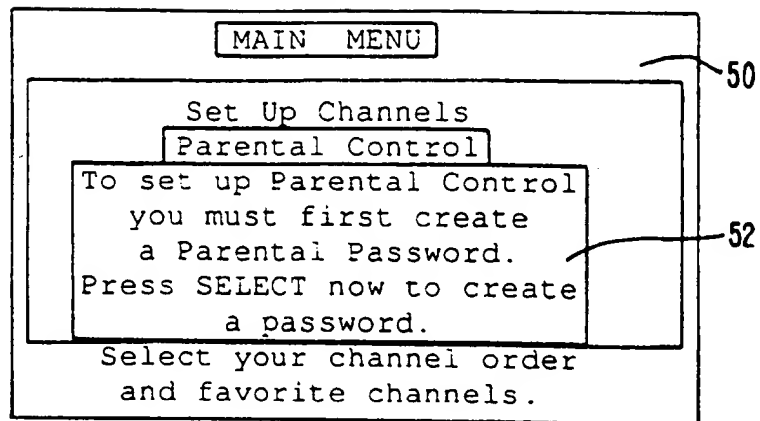 MAIN MENU
50
Set Up Channels
Parental Control
To set up Parental Control
you must first create
a Parental Password.
52
Press SELECT now to create
a password.
Select your channel order
and favorite channels.